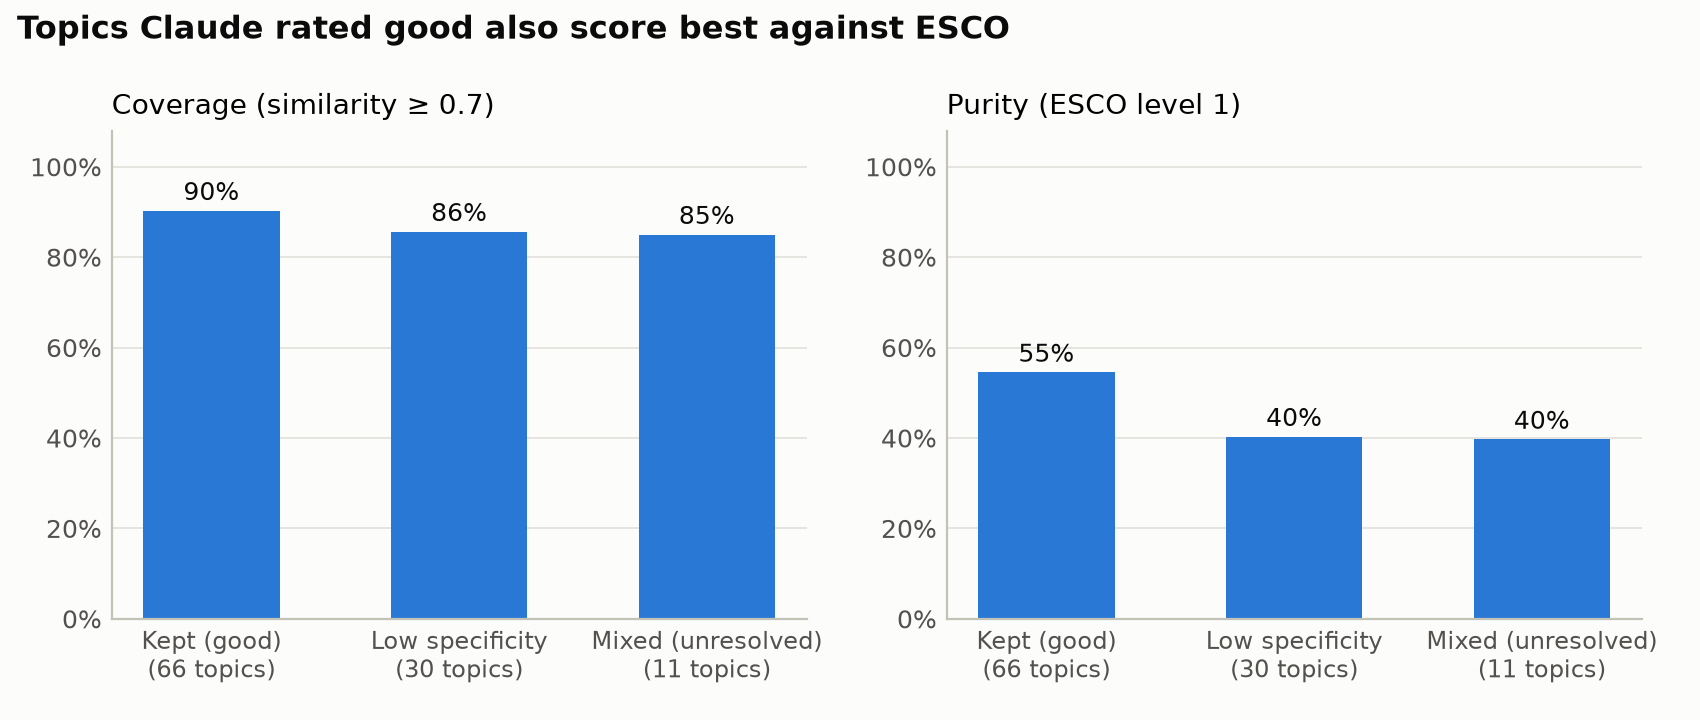 Topics Claude rated good also score best against ESCO
Coverage (similarity ≥ 0.7)
100%
80%
60%
40%
20%
0%
90%
86%
85%
Kept (good)
(66 topics)
Low specificity
(30 topics)
Mixed (unresolved)
(11 topics)
Purity (ESCO level 1)
100%
80%
60%
40%
20%
0%
55%
40%
40%
Kept (good)
(66 topics)
Low specificity
(30 topics)
Mixed (unresolved)
(11 topics)